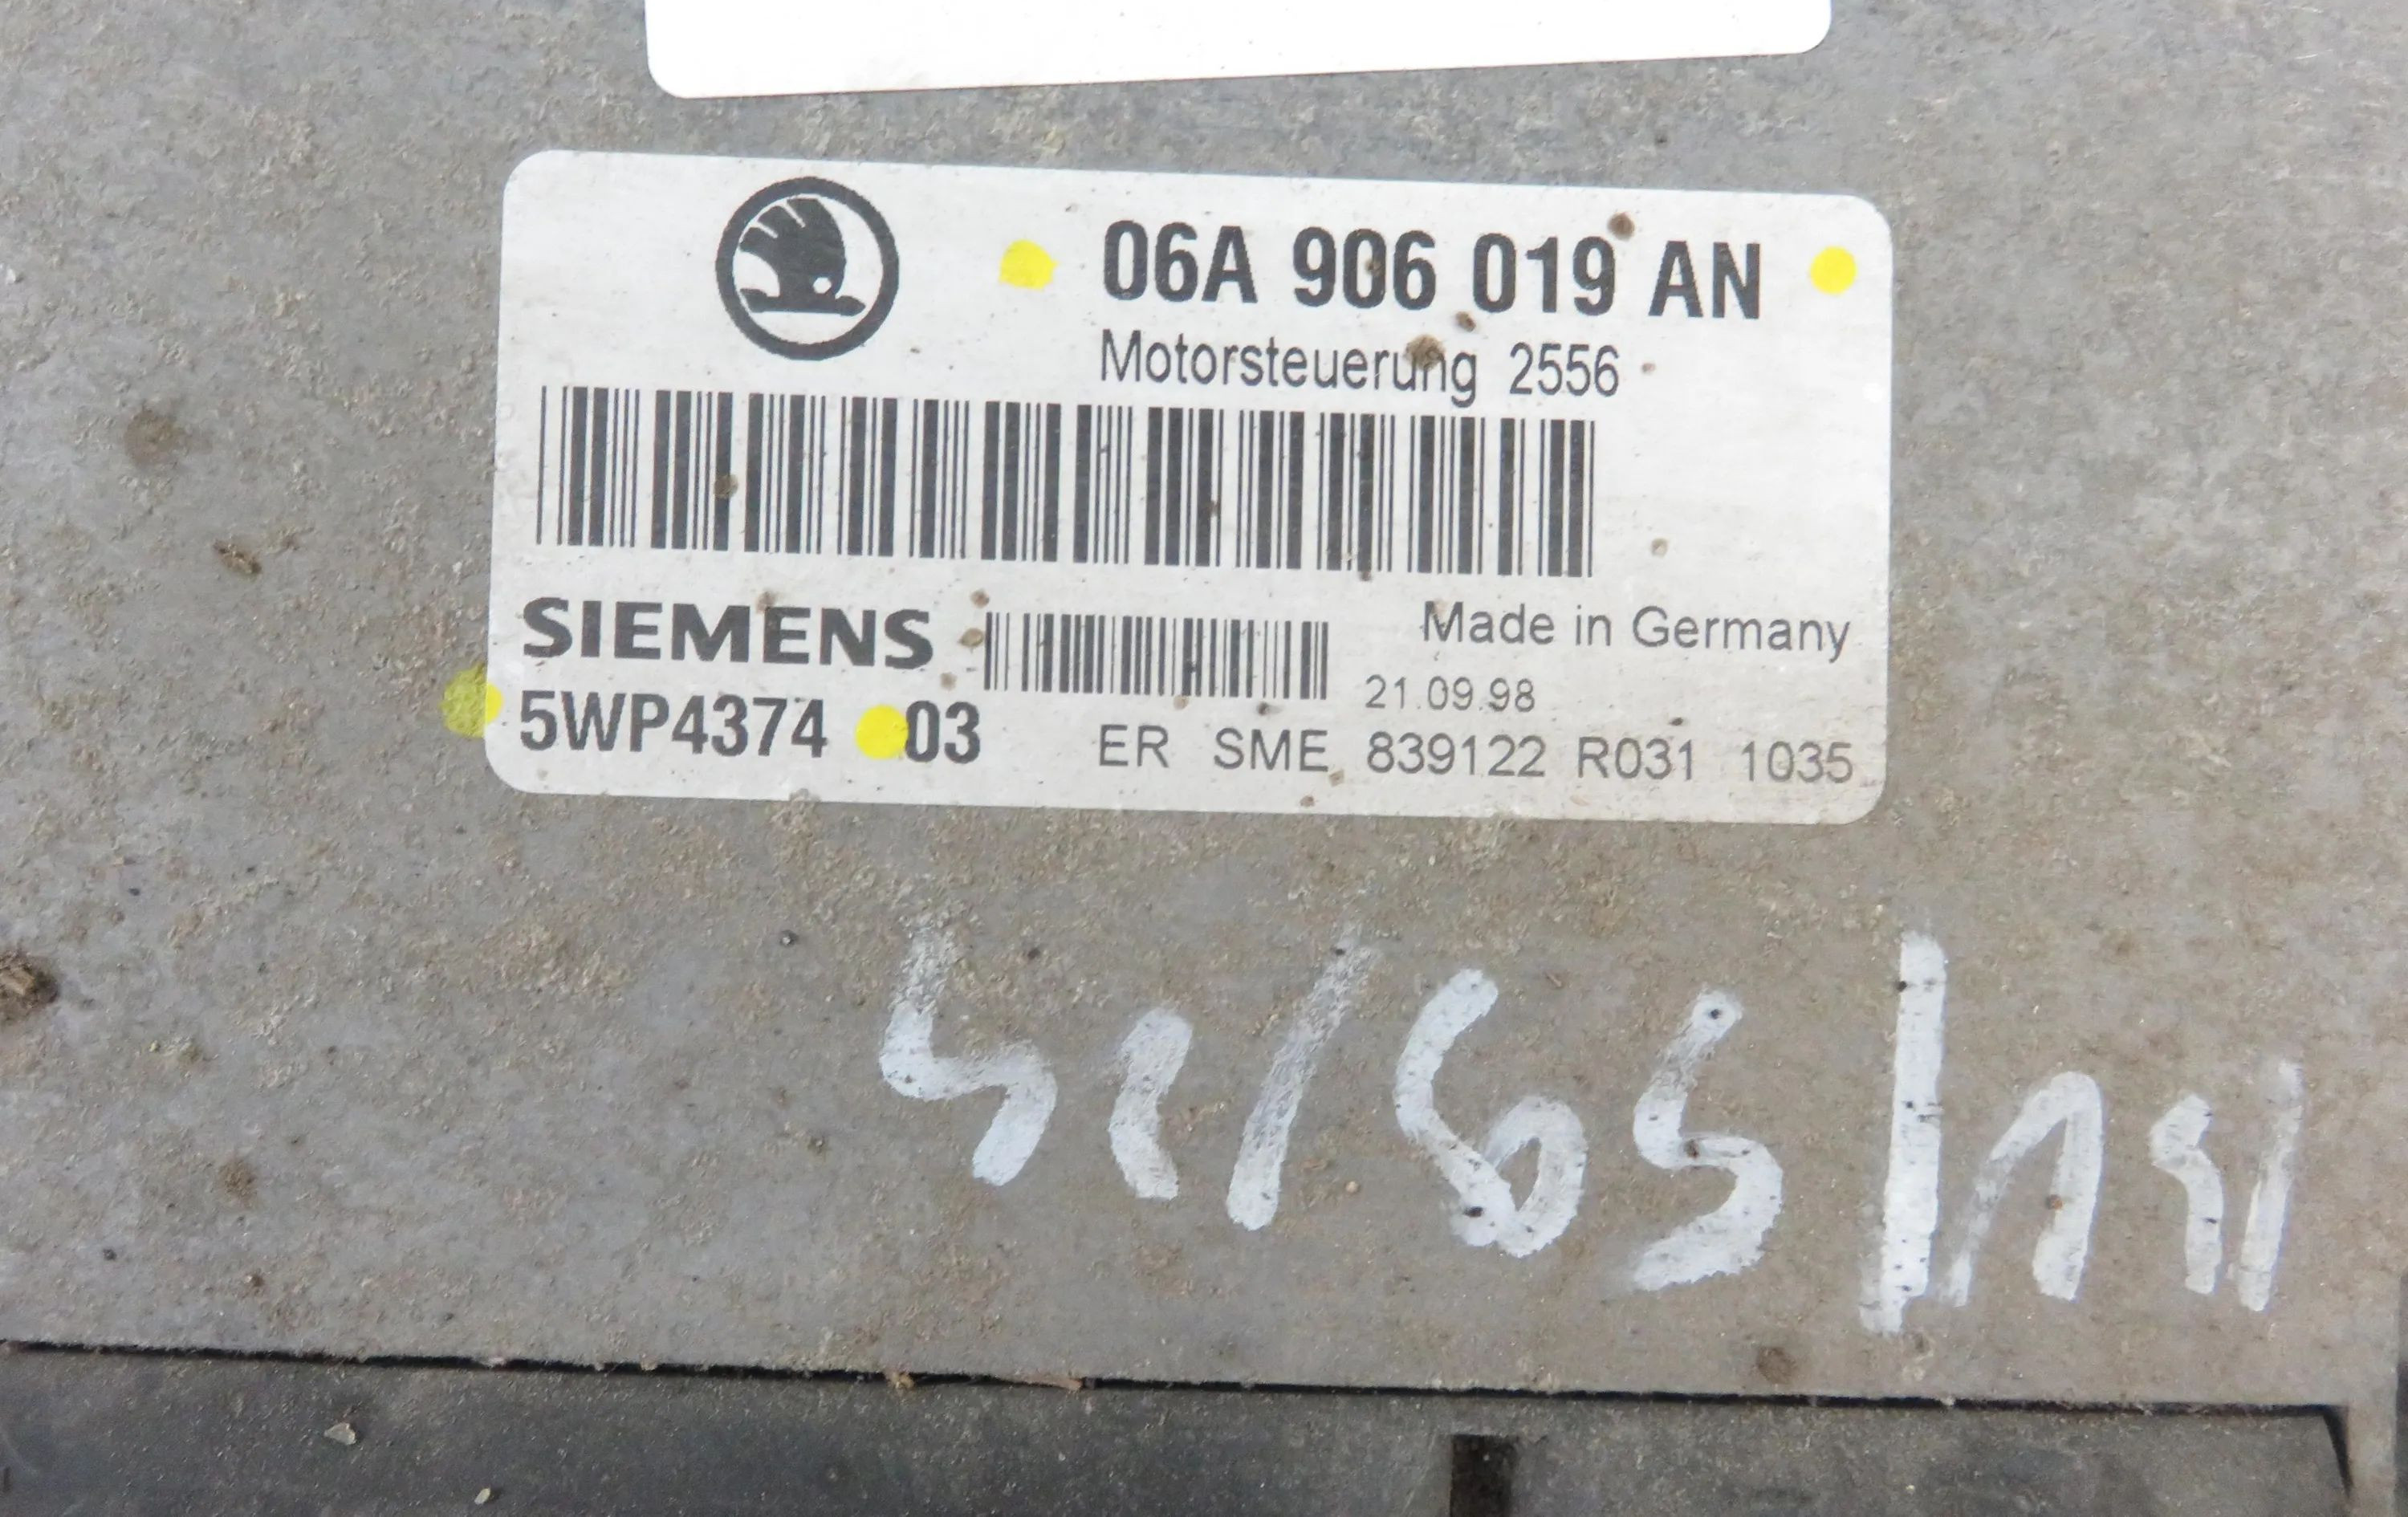 06A 906 019 AN
Motorsteuerung 2556
SIEMENS
Made in Germany
21.09.98
5WP4374 03
ER SME 839122 R031 1035